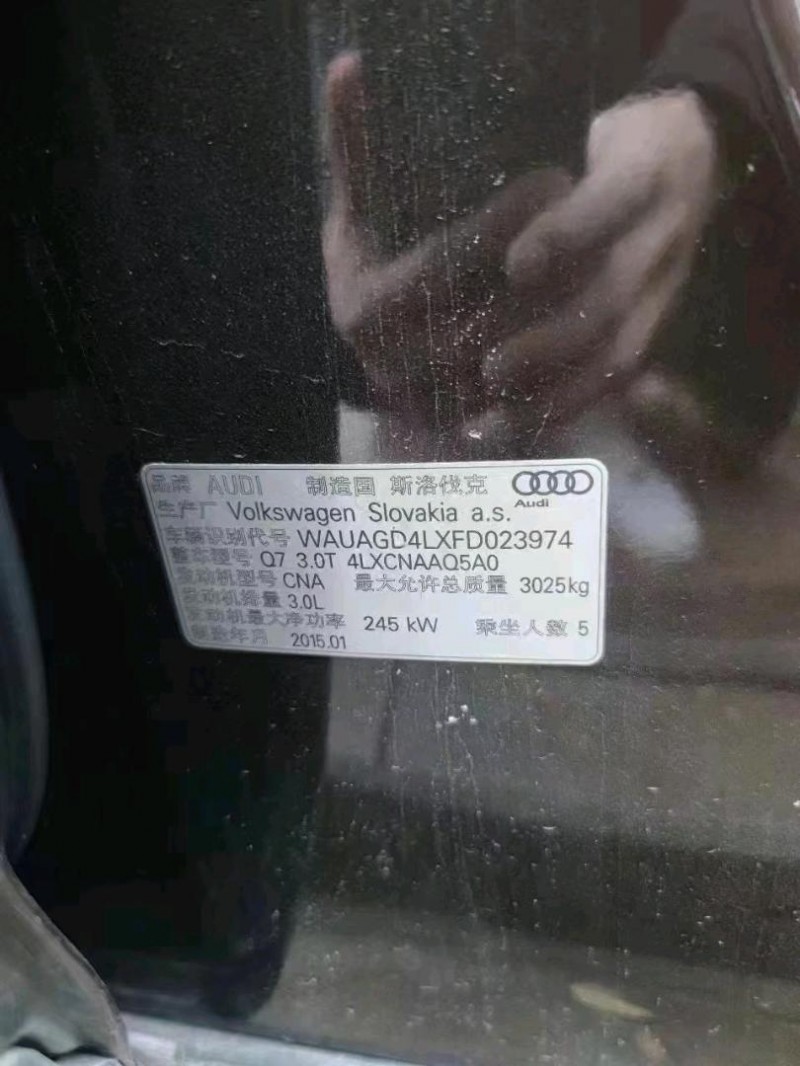 品牌 AUDI 制造国 斯洛伐克
Audi
生产厂 Volkswagen Slovakia a.s.
车辆识别代号 WAUAGD4LXFD023974
整车型号 Q7 3.0T 4LXCNAAQ5A0
发动机型号 CNA 最大允许总质量 3025kg
发动机排量 3.0L
发动机最大净功率 245 kW 乘坐人数 5
制造年月 2015.01